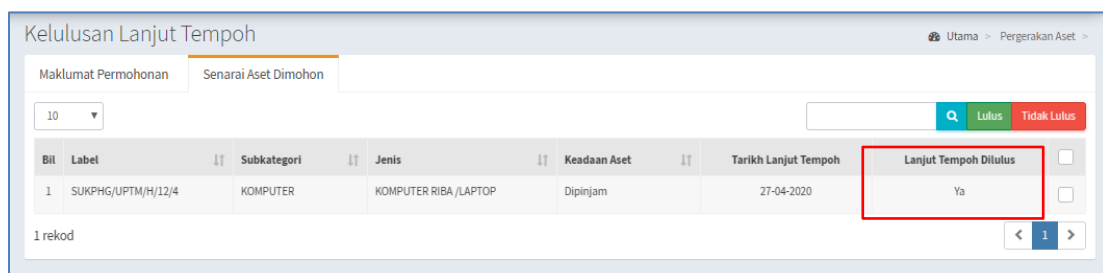 Kelulusan Lanjut Tempoh
Utama > Pergerakan Aset >
Maklumat Permohonan Senarai Aset Dimohon
10 Lulus Tidak Lulus
Bil Label Subkategori Jenis Keadaan Aset Tarikh Lanjut Tempoh Lanjut Tempoh Dilulus
1 SUKPHG/UPTM/H/12/4 KOMPUTER KOMPUTER RIBA /LAPTOP Dipinjam 27-04-2020 Ya
1 rekod < 1 >